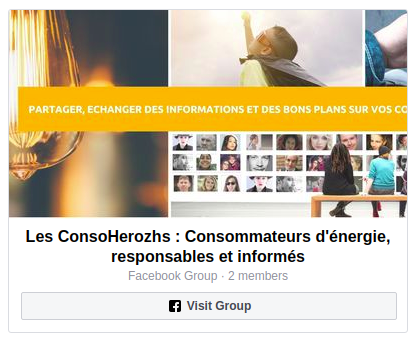 PARTAGER, ECHANGER DES INFORMATIONS ET DES BONS PLANS SUR VOS CO
Les ConsoHerozhs : Consommateurs d'énergie,
responsables et informés
Facebook Group · 2 members
Visit Group